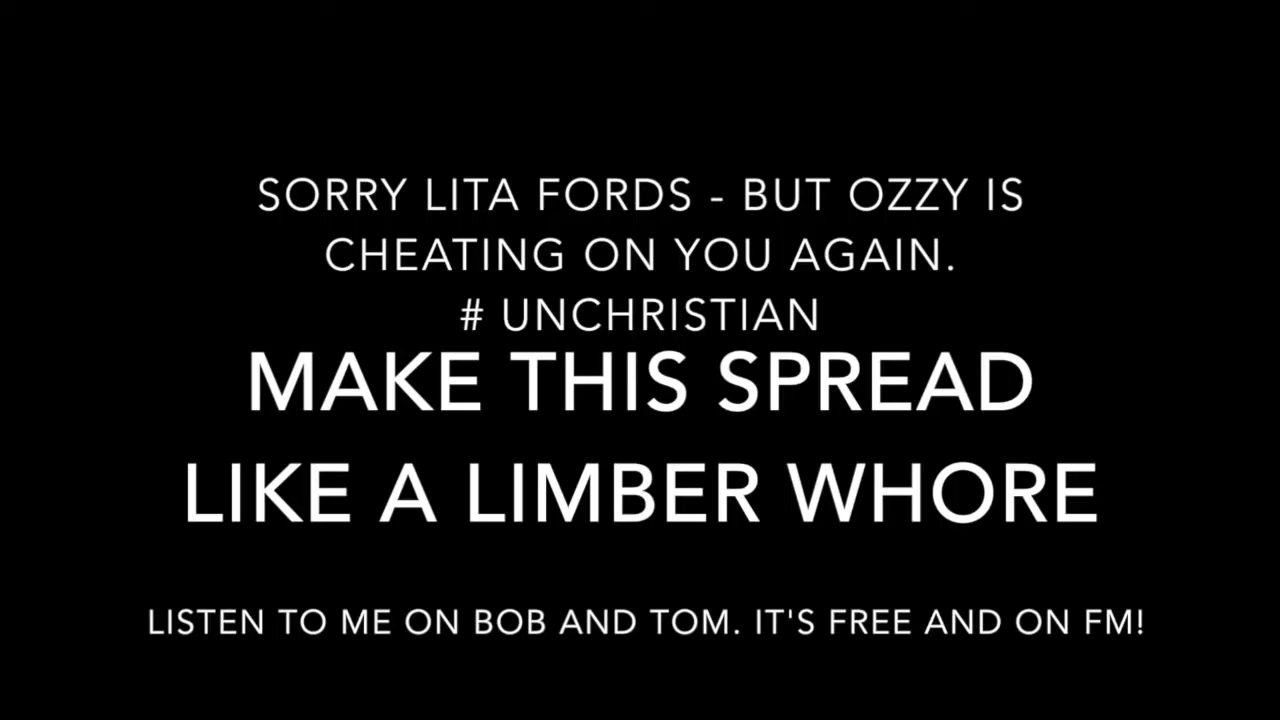 SORRY LITA FORDS - BUT OZZY IS
CHEATING ON YOU AGAIN.
# UNCHRISTIAN
MAKE THIS SPREAD
LIKE A LIMBER WHORE
LISTEN TO ME ON BOB AND TOM. IT'S FREE AND ON FM!